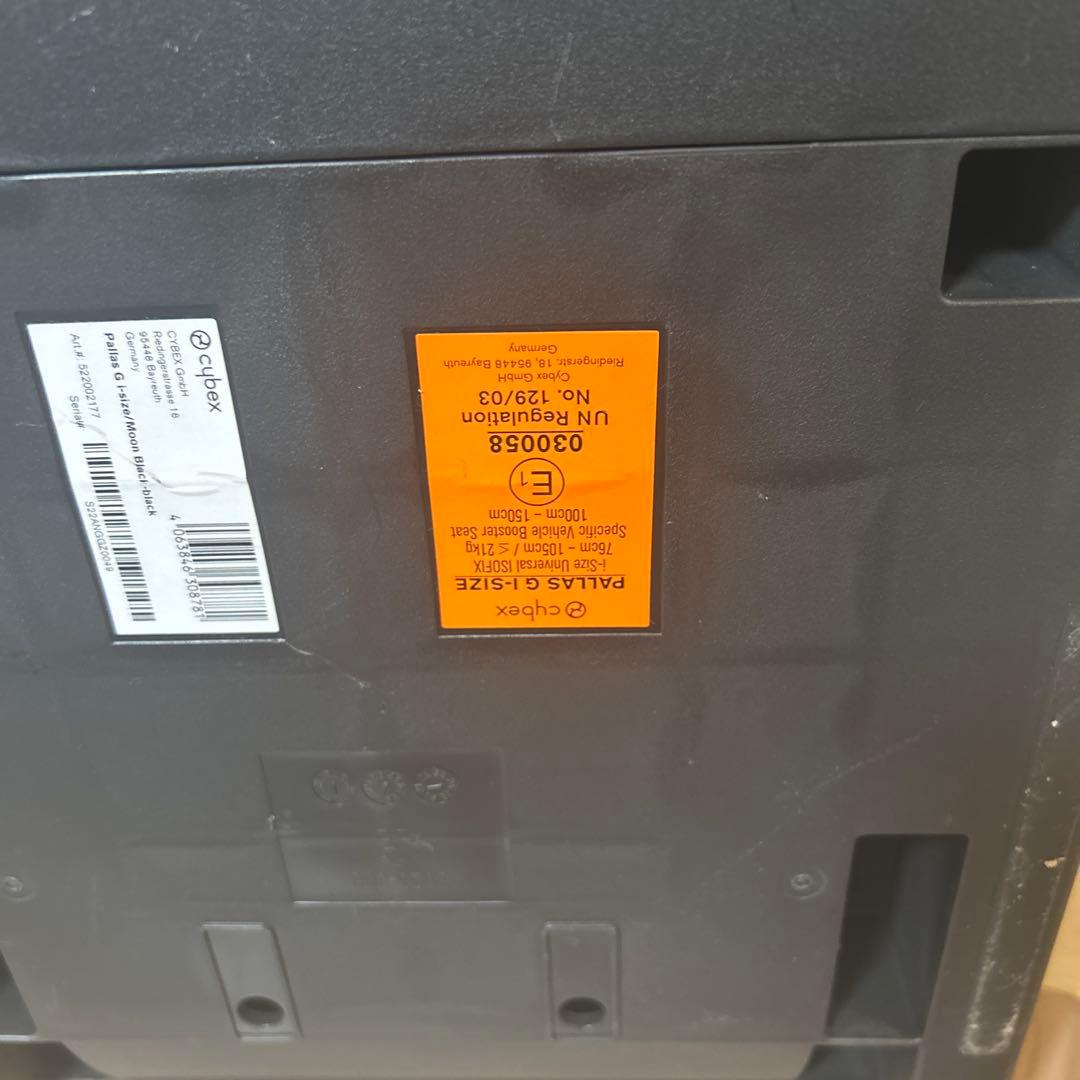 cybex
CYBEX GmbH
Riedingerstrasse 18
95448 Bayreuth
Germany
Pallas G i-size/Moon Black-black
Art.#: 522002177
Serial#:
S22ANGGZ0049
4 063846 308781
cybex
PALLAS G I-SIZE
i-Size Universal ISOFIX
76cm – 105cm / ≤ 21kg
Specific Vehicle Booster Seat
100cm – 150cm
E1
030058
UN Regulation
No. 129/03
Cybex GmbH
Riedingerstr. 18, 95448 Bayreuth
Germany